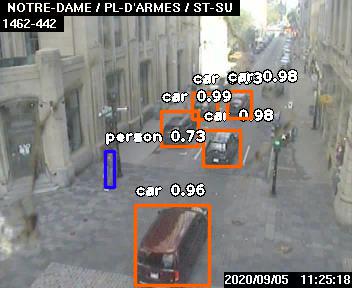 NOTRE-DAME / PL-D'ARMES / ST-SU
1462-442
car 0.98
car 0.99
car 0.98
person 0.73
car 0.96
2020/09/05 11:25:18